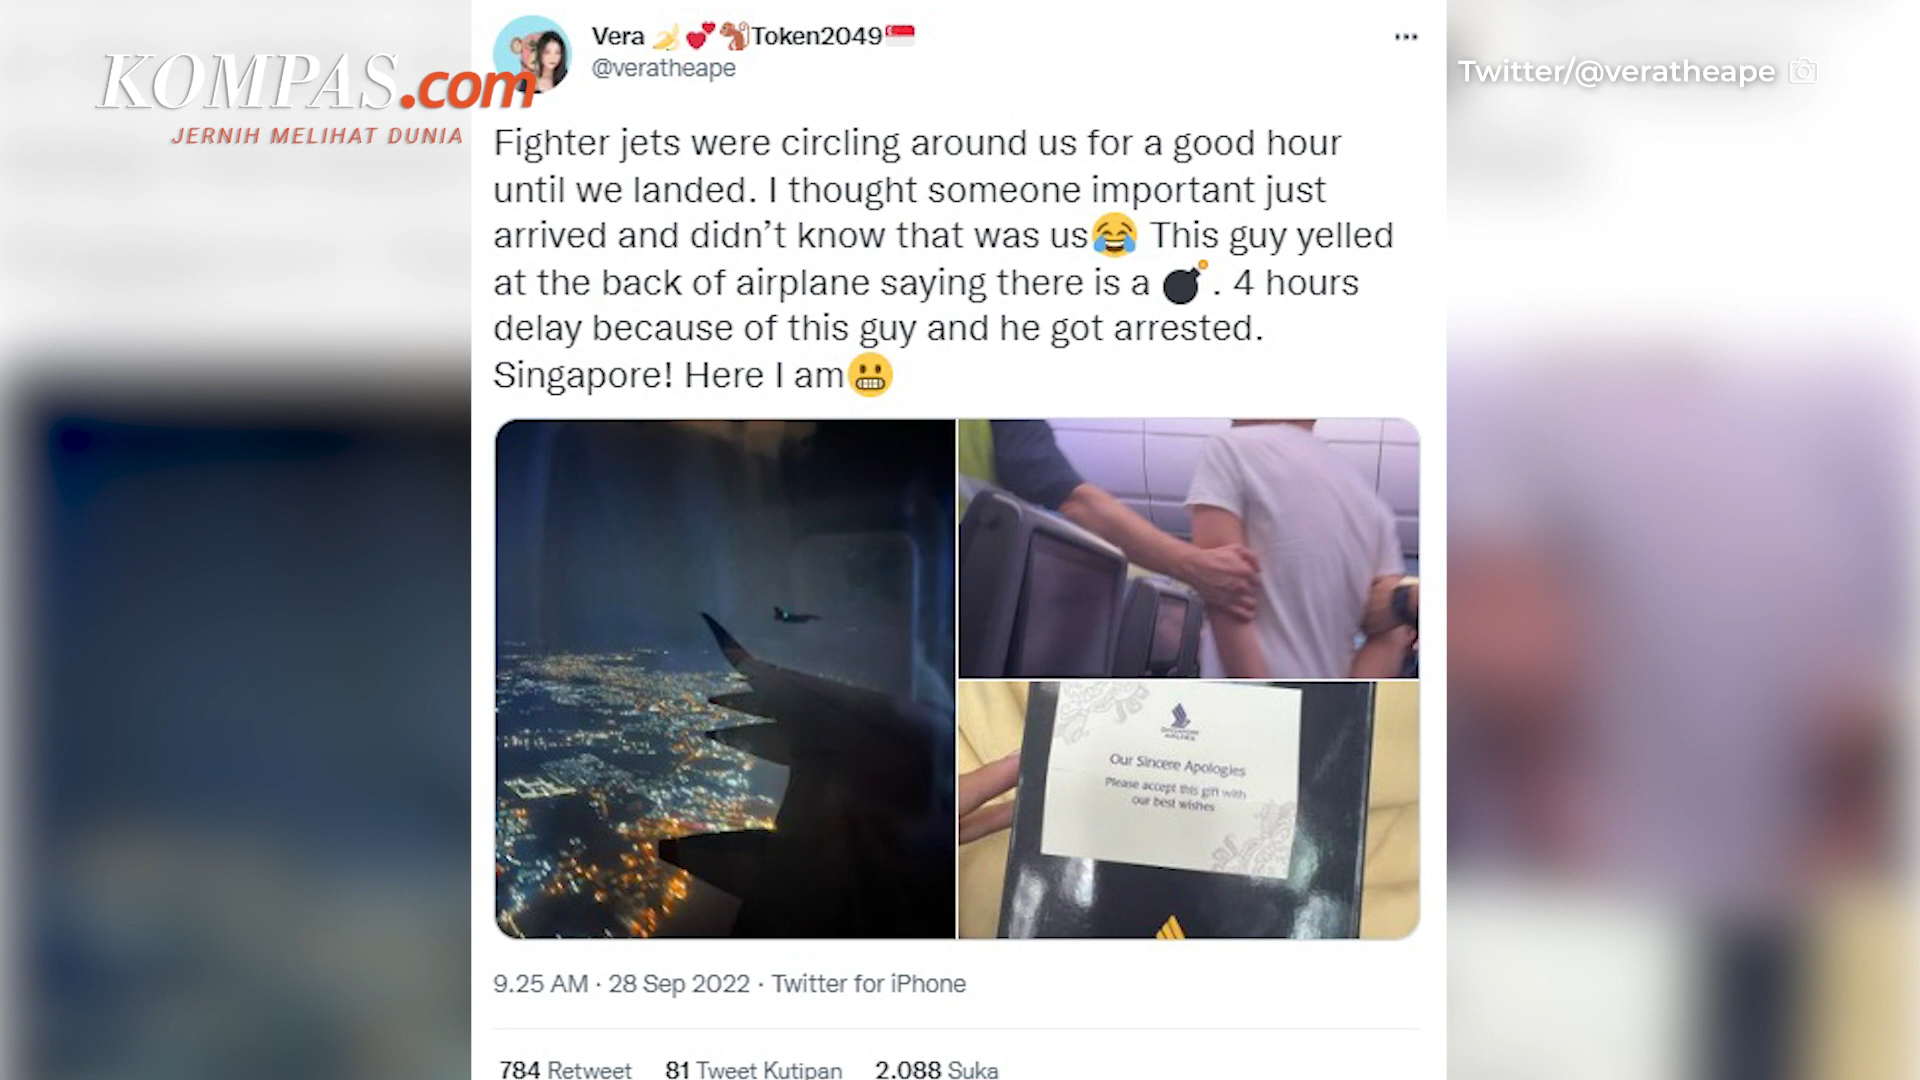 KOMPAS.com
JERNIH MELIHAT DUNIA
Vera 🍌💕🐒Token2049🇸🇬
@veratheape
Twitter/@veratheape
Fighter jets were circling around us for a good hour
until we landed. I thought someone important just
arrived and didn’t know that was us😂 This guy yelled
at the back of airplane saying there is a 💣. 4 hours
delay because of this guy and he got arrested.
Singapore! Here I am😬
SINGAPORE
AIRLINES
Our Sincere Apologies
Please accept this gift with
our best wishes
9.25 AM · 28 Sep 2022 · Twitter for iPhone
784 Retweet 81 Tweet Kutipan 2.088 Suka